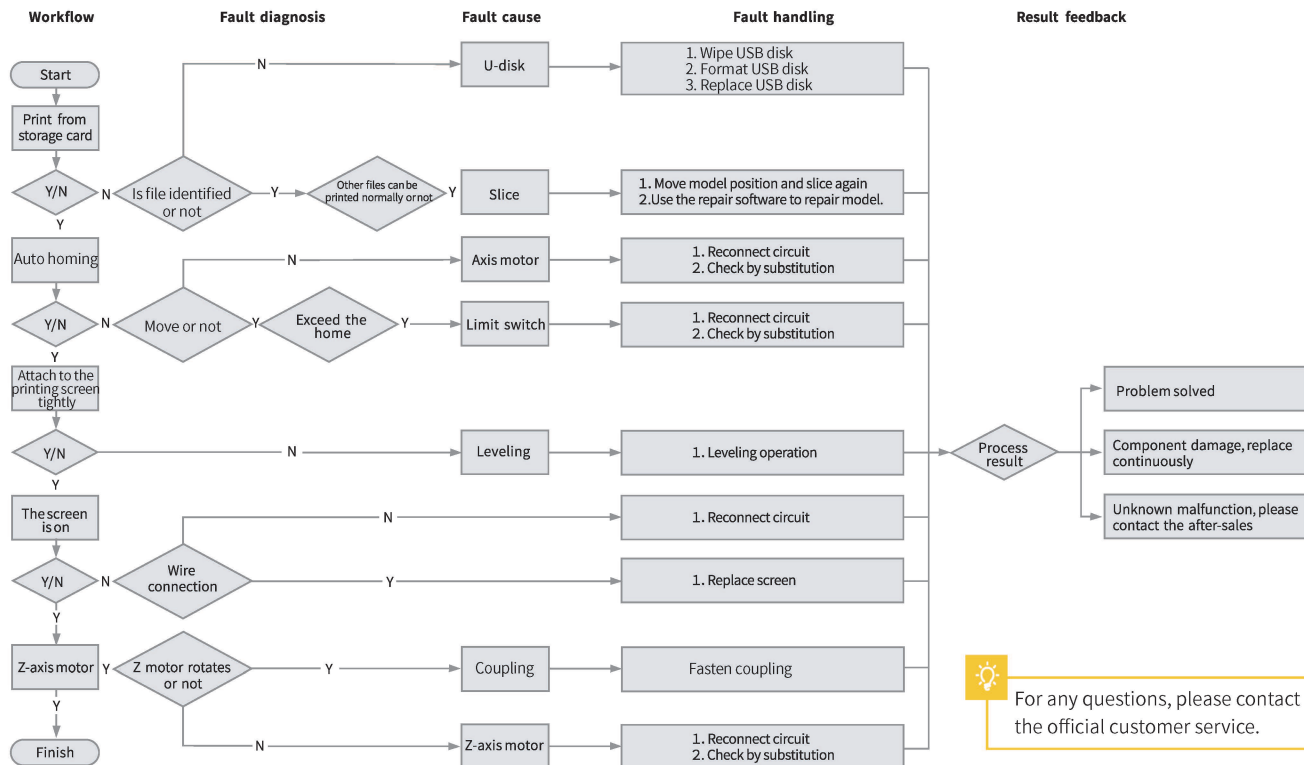 Workflow
Fault diagnosis
Fault cause
Fault handling
Result feedback
Start
Print from
storage card
Y/N
N
Is file identified
or not
N
U-disk
1. Wipe USB disk
2. Format USB disk
3. Replace USB disk
Y
Other files can be
printed normally or not
Y
Slice
1. Move model position and slice again
2.Use the repair software to repair model.
Y
Auto homing
Y/N
N
Move or not
N
Axis motor
1. Reconnect circuit
2. Check by substitution
Y
Exceed the
home
Y
Limit switch
1. Reconnect circuit
2. Check by substitution
Y
Attach to the
printing screen
tightly
Y/N
N
Leveling
1. Leveling operation
Y
The screen
is on
Y/N
N
Wire
connection
N
1. Reconnect circuit
Y
1. Replace screen
Y
Z-axis motor
Y
Z motor rotates
or not
Y
Coupling
Fasten coupling
N
Z-axis motor
1. Reconnect circuit
2. Check by substitution
Y
Finish
Process
result
Problem solved
Component damage, replace
continuously
Unknown malfunction, please
contact the after-sales
For any questions, please contact
the official customer service.